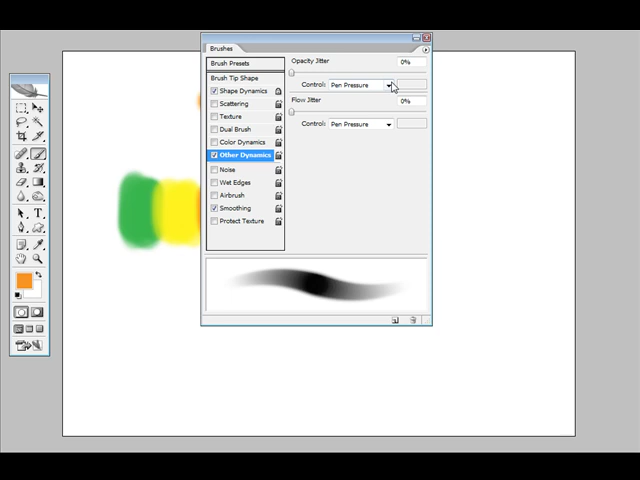 Brushes
Brush Presets
Brush Tip Shape
Shape Dynamics
Scattering
Texture
Dual Brush
Color Dynamics
Other Dynamics
Noise
Wet Edges
Airbrush
Smoothing
Protect Texture
Opacity Jitter 0%
Control: Pen Pressure
Flow Jitter 0%
Control: Pen Pressure
T